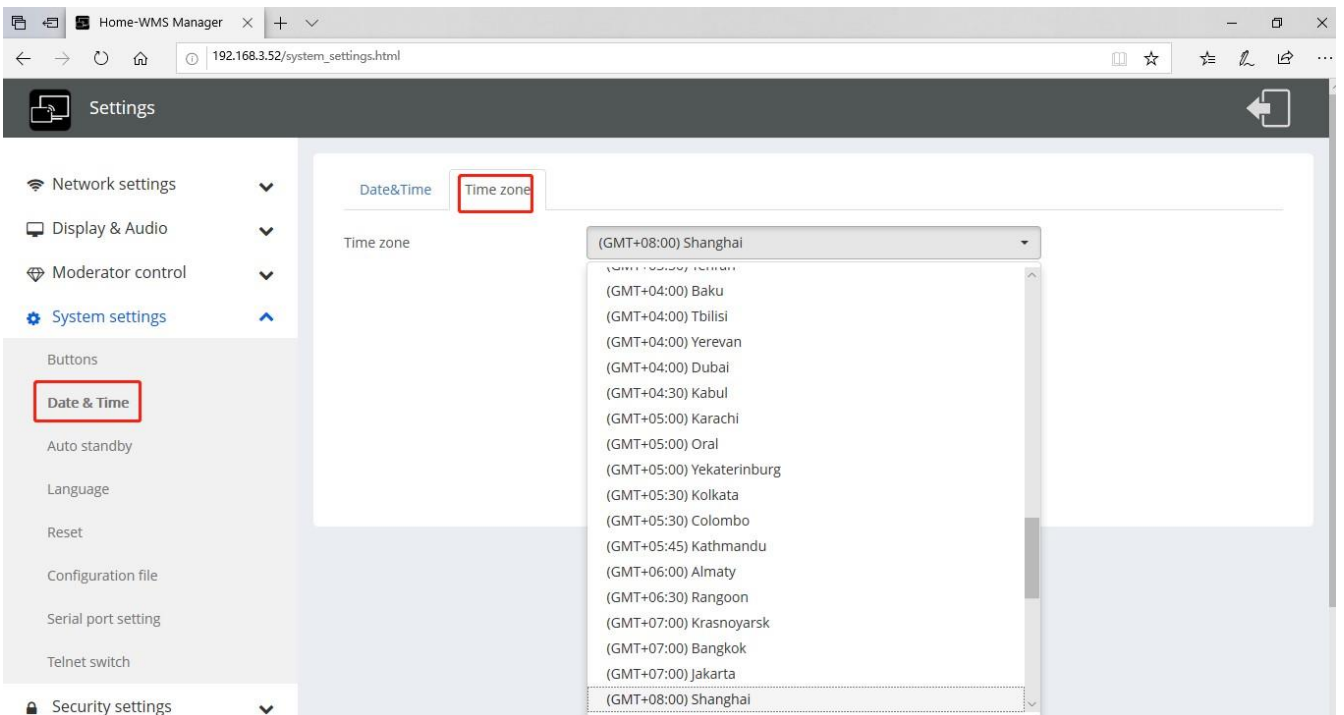 Home-WMS Manager
192.168.3.52/system_settings.html
Settings
Network settings
Display & Audio
Moderator control
System settings
Buttons
Date & Time
Auto standby
Language
Reset
Configuration file
Serial port setting
Telnet switch
Security settings
Date&Time
Time zone
Time zone
(GMT+08:00) Shanghai
(GMT+03:30) Tehran
(GMT+04:00) Baku
(GMT+04:00) Tbilisi
(GMT+04:00) Yerevan
(GMT+04:00) Dubai
(GMT+04:30) Kabul
(GMT+05:00) Karachi
(GMT+05:00) Oral
(GMT+05:00) Yekaterinburg
(GMT+05:30) Kolkata
(GMT+05:30) Colombo
(GMT+05:45) Kathmandu
(GMT+06:00) Almaty
(GMT+06:30) Rangoon
(GMT+07:00) Krasnoyarsk
(GMT+07:00) Bangkok
(GMT+07:00) Jakarta
(GMT+08:00) Shanghai